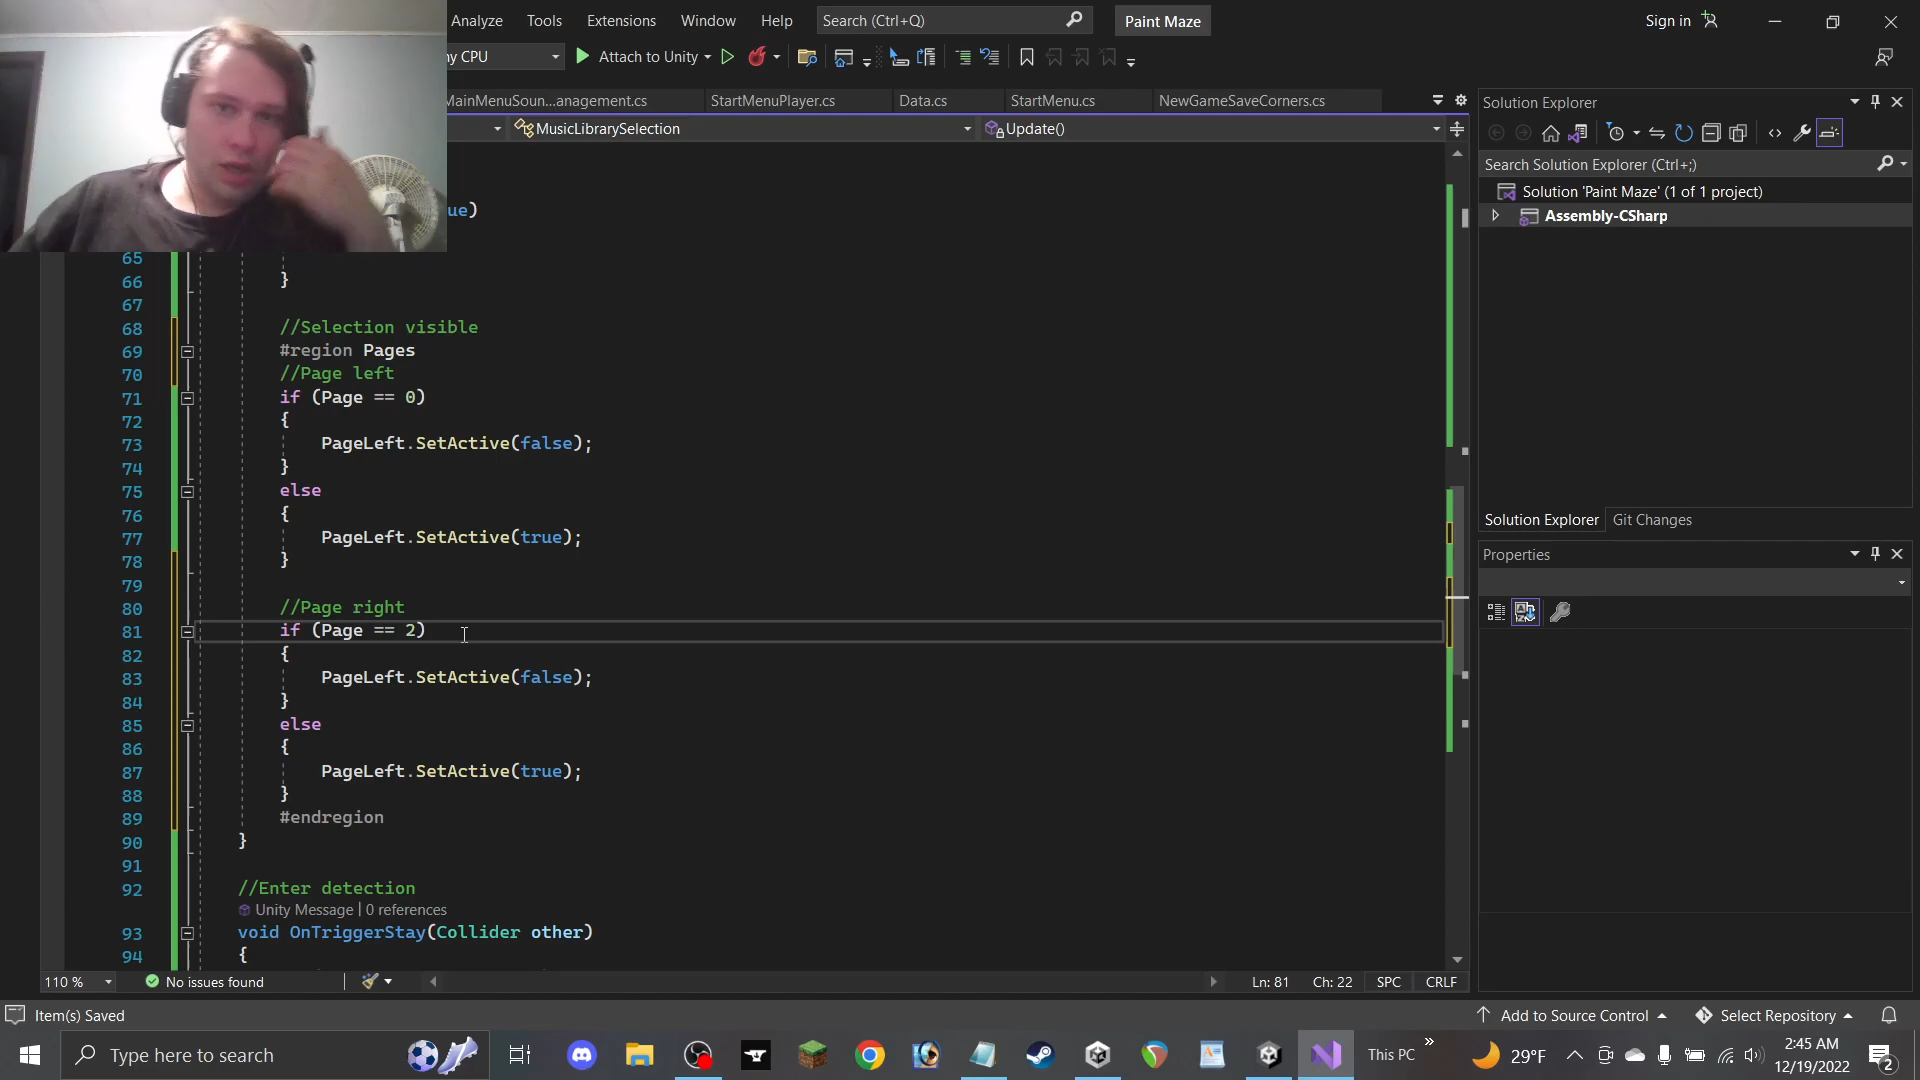 Analyze Tools Extensions Window Help Search (Ctrl+Q) Paint Maze Sign in
ny CPU Attach to Unity
MainMenuSoun...anagement.cs StartMenuPlayer.cs Data.cs StartMenu.cs NewGameSaveCorners.cs
MusicLibrarySelection Update()
ue)
65
66 }
67
68 //Selection visible
69 #region Pages
70 //Page left
71 if (Page == 0)
72 {
73 PageLeft.SetActive(false);
74 }
75 else
76 {
77 PageLeft.SetActive(true);
78 }
79
80 //Page right
81 if (Page == 2)
82 {
83 PageLeft.SetActive(false);
84 }
85 else
86 {
87 PageLeft.SetActive(true);
88 }
89 #endregion
90 }
91
92 //Enter detection
Unity Message | 0 references
93 void OnTriggerStay(Collider other)
94 {
110 % No issues found Ln: 81 Ch: 22 SPC CRLF
Solution Explorer
Search Solution Explorer (Ctrl+;)
Solution 'Paint Maze' (1 of 1 project)
Assembly-CSharp
Solution Explorer Git Changes
Properties
Item(s) Saved Add to Source Control Select Repository
Type here to search This PC » 29°F 2:45 AM
12/19/2022 2